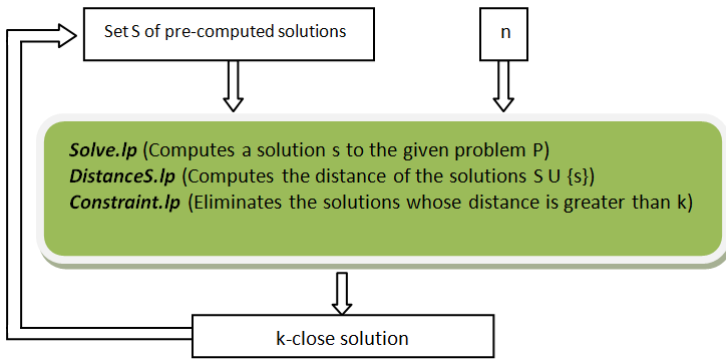 Set S of pre-computed solutions
n
Solve.lp (Computes a solution s to the given problem P)
DistanceS.lp (Computes the distance of the solutions S U {s})
Constraint.lp (Eliminates the solutions whose distance is greater than k)
k-close solution